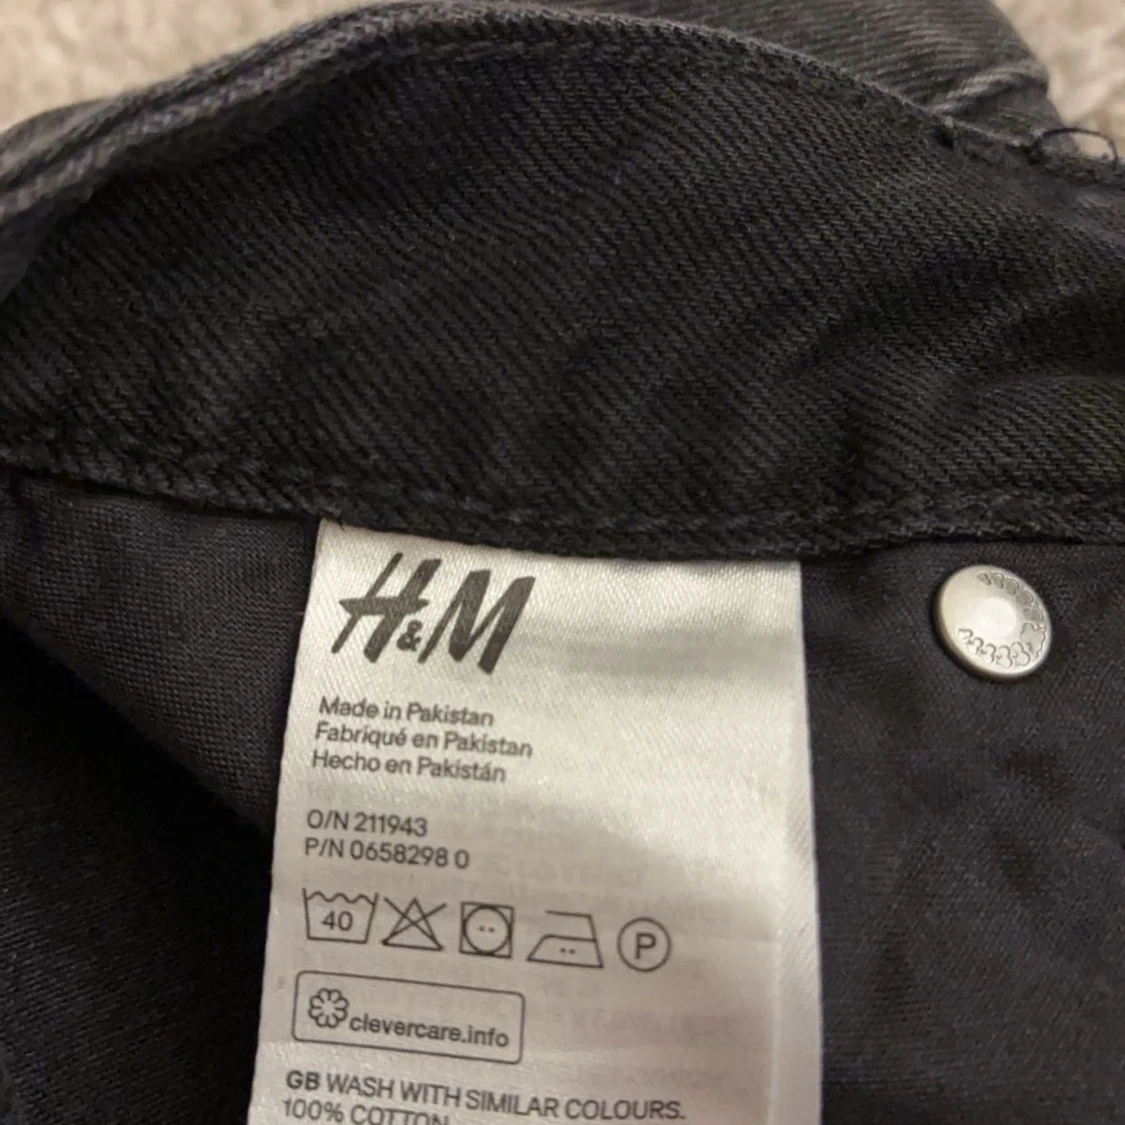 H&M
Made in Pakistan
Fabriqué en Pakistan
Hecho en Pakistán
O/N 211943
P/N 0658298 0
40 P
clevercare.info
GB WASH WITH SIMILAR COLOURS.
100% COTTON